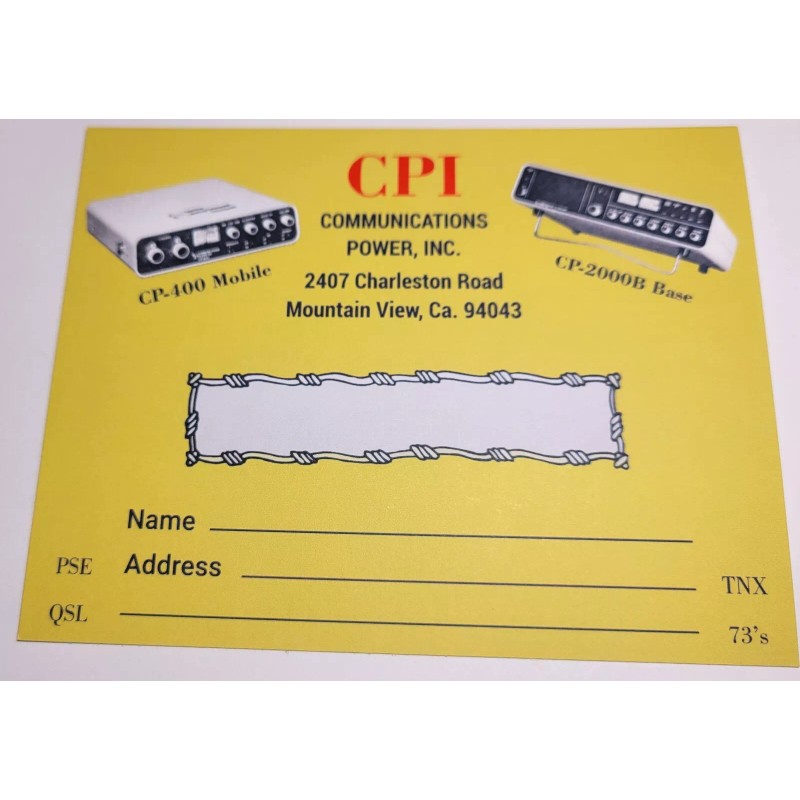 CPI
COMMUNICATIONS
POWER, INC.
2407 Charleston Road
Mountain View, Ca. 94043
CP-400 Mobile
CP-2000B Base
Name
PSE Address TNX
QSL 73's